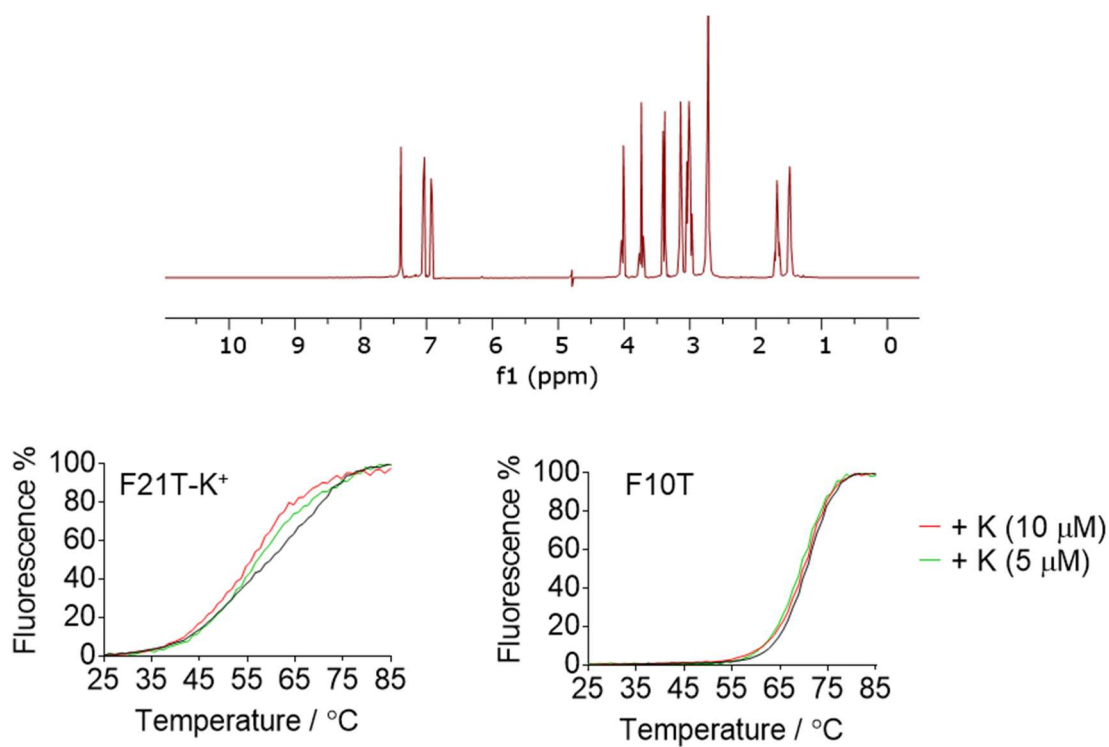 10 9 8 7 6 5 4 3 2 1 0
f1 (ppm)
Fluorescence %
100
80
60
40
20
0
F21T-K⁺
25 35 45 55 65 75 85
Temperature / °C
Fluorescence %
100
80
60
40
20
0
F10T
25 35 45 55 65 75 85
Temperature / °C
+ K (10 μM)
+ K (5 μM)